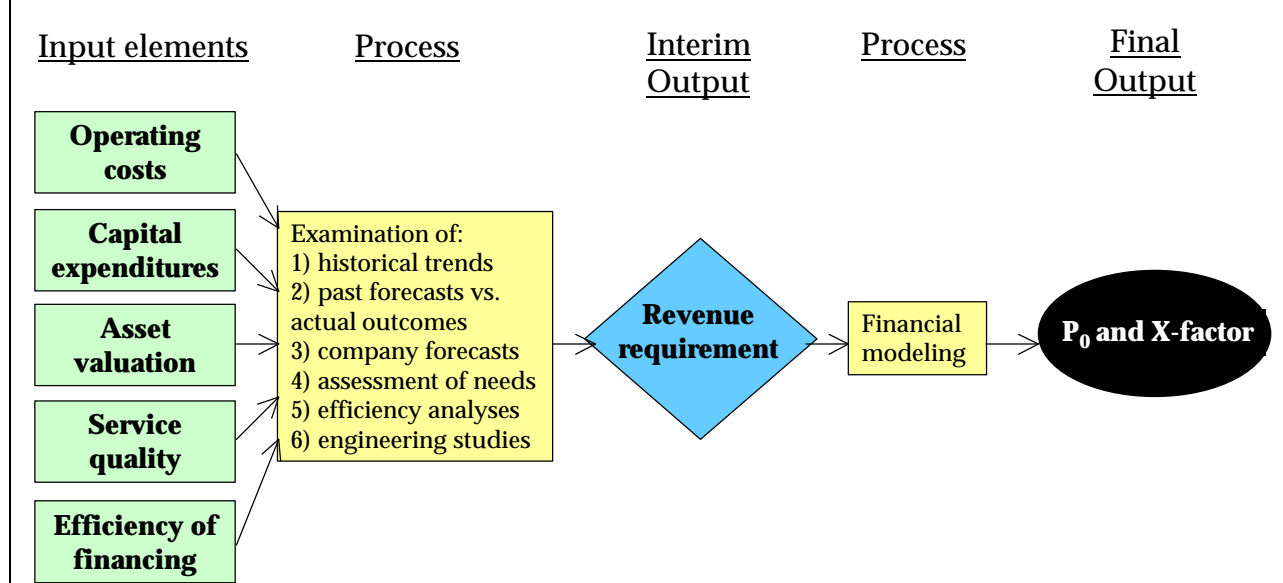 Input elements
Process
Interim
Output
Process
Final
Output
Operating
costs
Capital
expenditures
Asset
valuation
Service
quality
Efficiency of
financing
Examination of:
1) historical trends
2) past forecasts vs.
actual outcomes
3) company forecasts
4) assessment of needs
5) efficiency analyses
6) engineering studies
Revenue
requirement
Financial
modeling
P₀ and X-factor